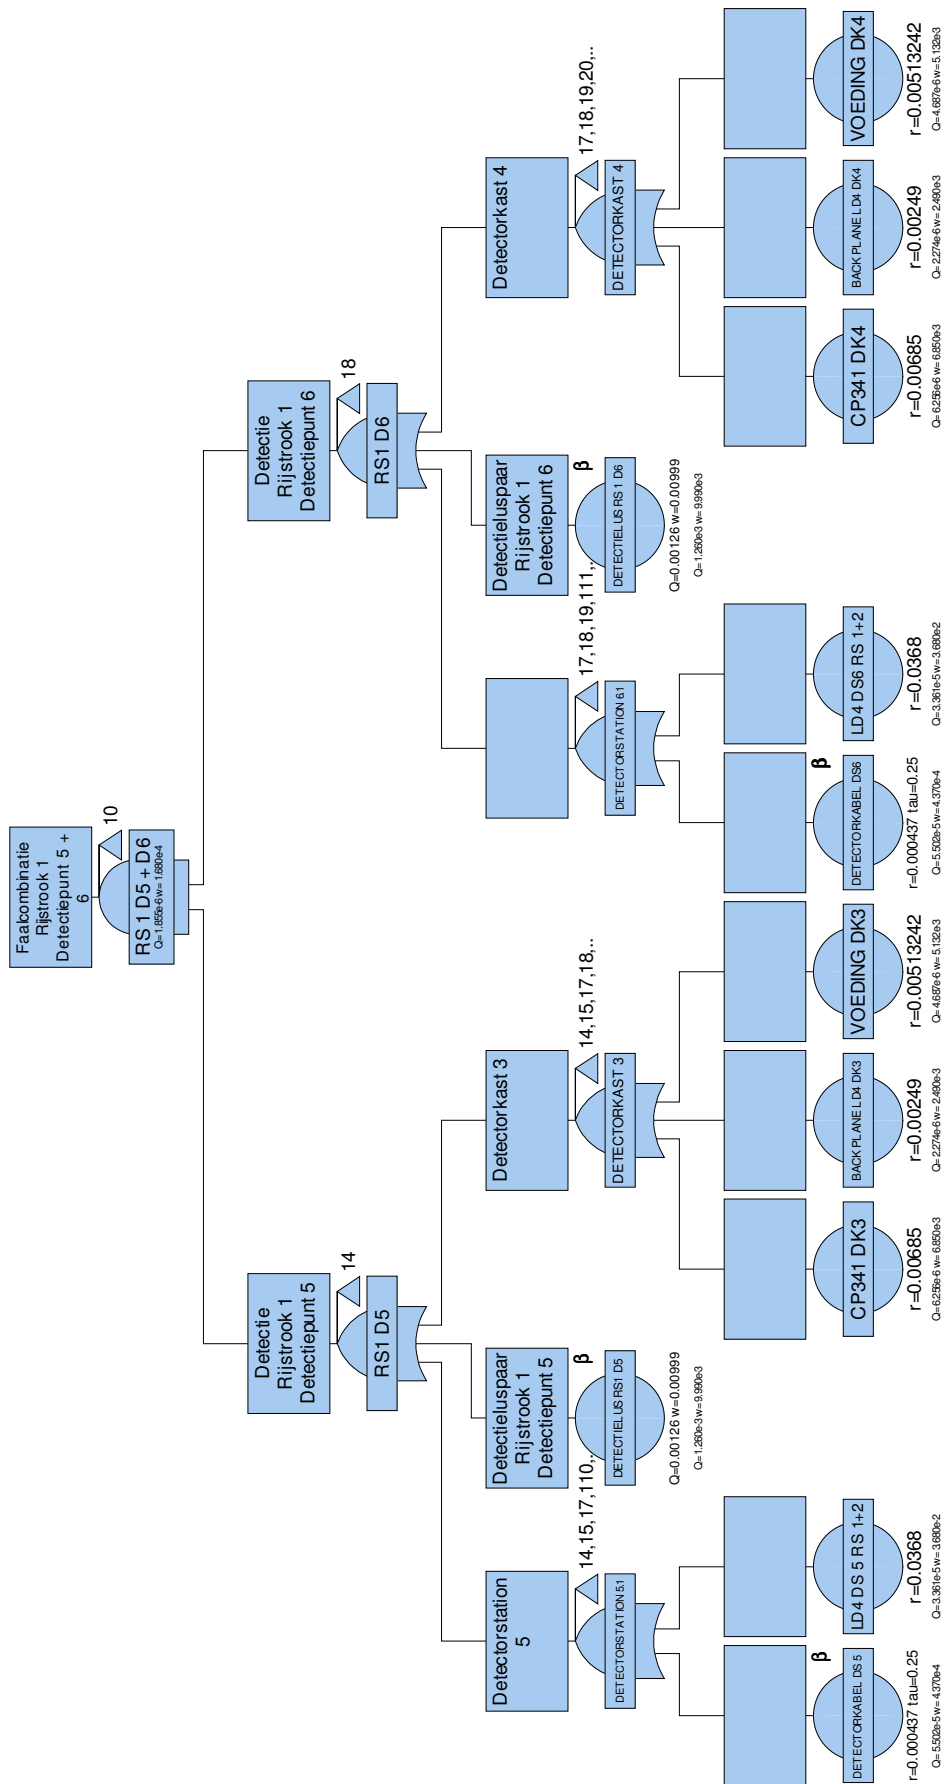 Faalcombinatie
Rijstrook 1
Detectiepunt 5 +
6
10
RS 1 D5 + D6
Q=1.855e-6 w=1.680e-4
Detectie
Rijstrook 1
Detectiepunt 5
14
RS1 D5
Detectie
Rijstrook 1
Detectiepunt 6
18
RS1 D6
Detectorstation
5
14,15,17,110,..
DETECTORSTATION 5.1
Detectieluspaar
Rijstrook 1
Detectiepunt 5
β
DETECTIELUS RS1 D5
Q=0.00126 w=0.00999
Q=1.260e-3 w=9.990e-3
Detectorkast 3
14,15,17,18,..
DETECTORKAST 3
17,18,19,111,..
DETECTORSTATION 6.1
Detectieluspaar
Rijstrook 1
Detectiepunt 6
β
DETECTIELUS RS 1 D6
Q=0.00126 w=0.00999
Q=1.260e-3 w=9.990e-3
Detectorkast 4
17,18,19,20,..
DETECTORKAST 4
β
DETECTORKABEL DS 5
r=0.000437 tau=0.25
Q=5.502e-5 w=4.370e-4
LD4 DS 5 RS 1+2
r=0.0368
Q=3.361e-5 w=3.680e-2
CP341 DK3
r=0.00685
Q=6.256e-6 w=6.850e-3
BACK PLANE LD4 DK3
r=0.00249
Q=2.274e-6 w=2.490e-3
VOEDING DK3
r=0.00513242
Q=4.687e-6 w=5.132e-3
β
DETECTORKABEL DS6
r=0.000437 tau=0.25
Q=5.502e-5 w=4.370e-4
LD4 DS6 RS 1+2
r=0.0368
Q=3.361e-5 w=3.680e-2
CP341 DK4
r=0.00685
Q=6.256e-6 w=6.850e-3
BACK PLANE LD4 DK4
r=0.00249
Q=2.274e-6 w=2.490e-3
VOEDING DK4
r=0.00513242
Q=4.687e-6 w=5.132e-3